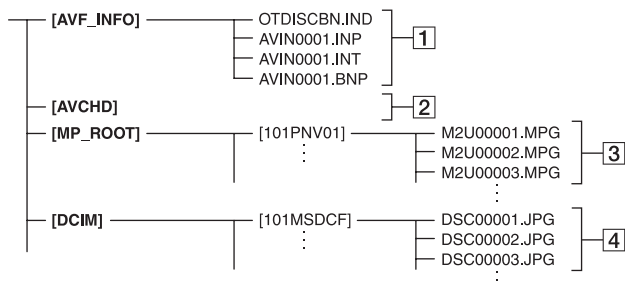 [AVF_INFO] OTDISCBN.IND
AVIN0001.INP 1
AVIN0001.INT
AVIN0001.BNP
[AVCHD] 2
[MP_ROOT] [101PNV01] M2U00001.MPG
M2U00002.MPG 3
M2U00003.MPG
[DCIM] [101MSDCF] DSC00001.JPG
DSC00002.JPG 4
DSC00003.JPG